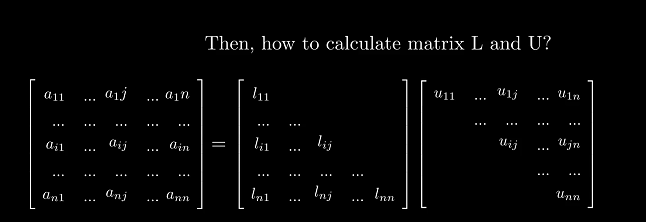 Then, how to calculate matrix L and U?
a₁₁ ... a₁j ... a₁n l₁₁ u₁₁ ... u₁ⱼ ... u₁ₙ
... ... ... ... ... ... ... ... ... ... ...
aᵢ₁ ... aᵢⱼ ... aᵢₙ = lᵢ₁ ... lᵢⱼ uᵢⱼ ... uⱼₙ
... ... ... ... ... ... ... ... ... ... ...
aₙ₁ ... aₙⱼ ... aₙₙ lₙ₁ ... lₙⱼ ... lₙₙ uₙₙ